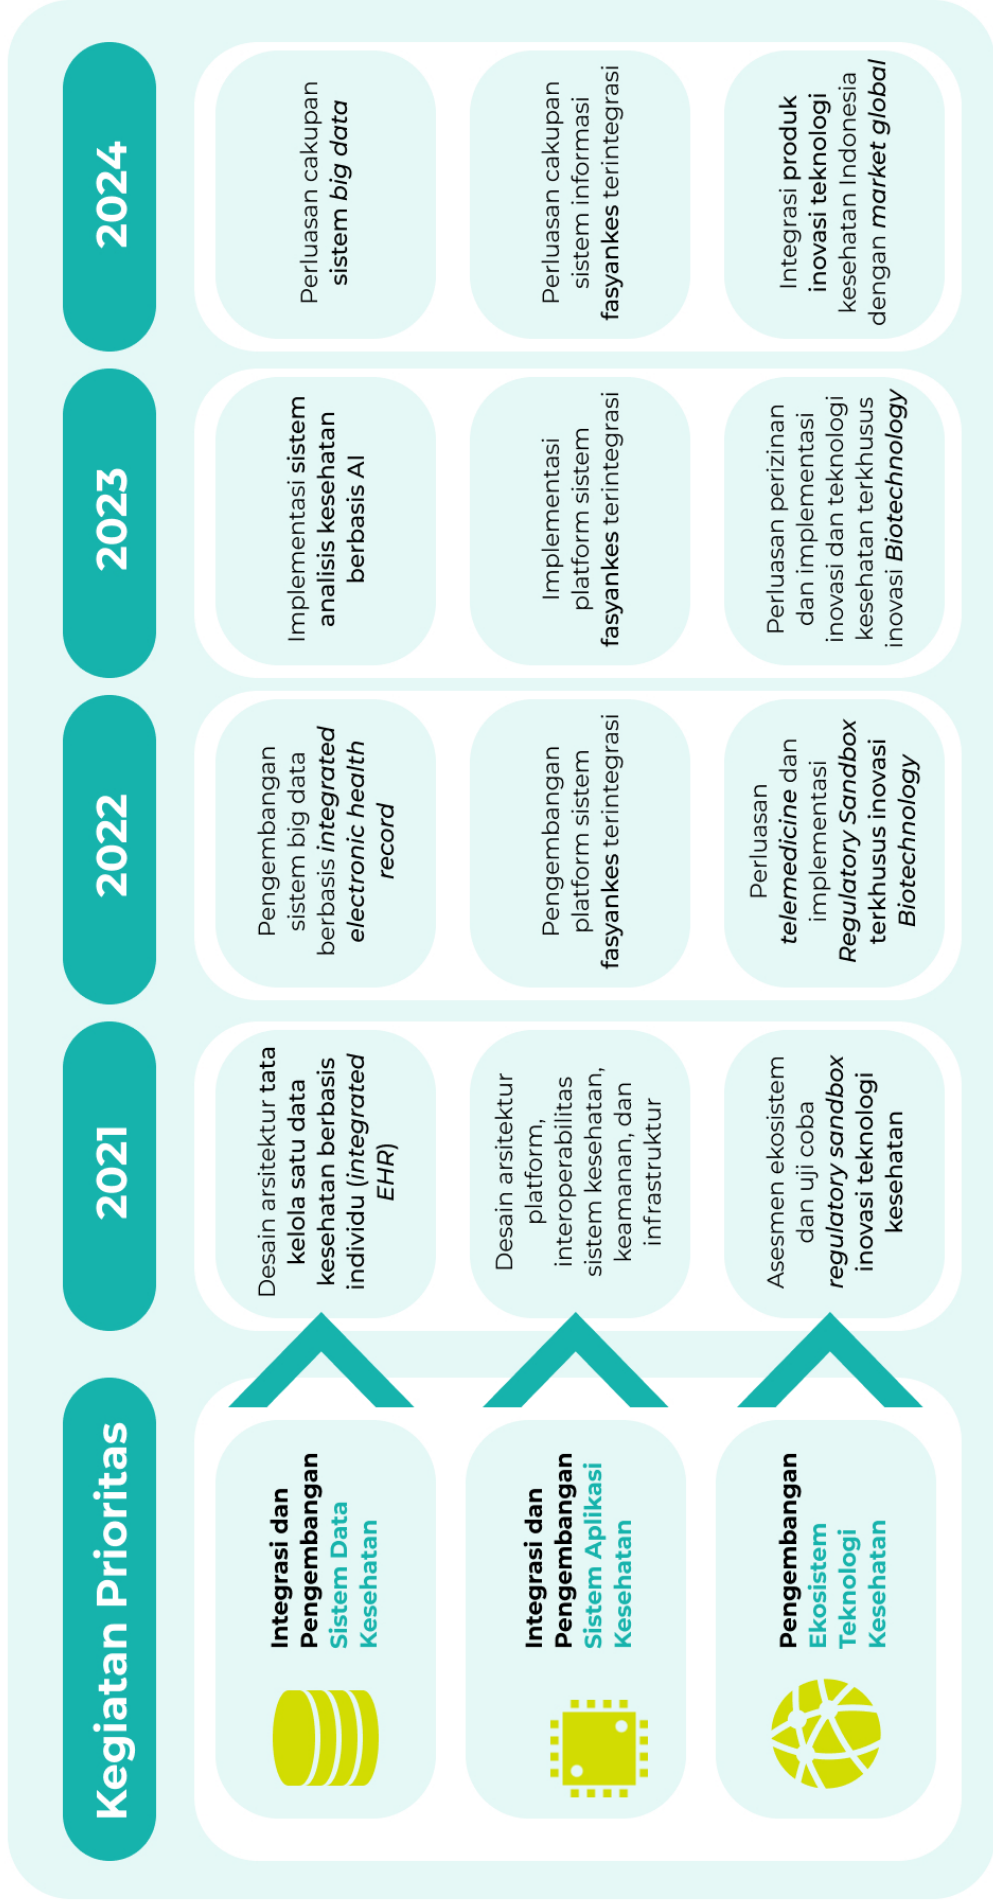 Kegiatan Prioritas
2021
2022
2023
2024
Integrasi dan
Pengembangan
Sistem Data
Kesehatan
Desain arsitektur tata
kelola satu data
kesehatan berbasis
individu (integrated
EHR)
Pengembangan
sistem big data
berbasis integrated
electronic health
record
Implementasi sistem
analisis kesehatan
berbasis AI
Perluasan cakupan
sistem big data
Integrasi dan
Pengembangan
Sistem Aplikasi
Kesehatan
Desain arsitektur
platform,
interoperabilitas
sistem kesehatan,
keamanan, dan
infrastruktur
Pengembangan
platform sistem
fasyankes terintegrasi
Implementasi
platform sistem
fasyankes terintegrasi
Perluasan cakupan
sistem informasi
fasyankes terintegrasi
Pengembangan
Ekosistem
Teknologi
Kesehatan
Asesmen ekosistem
dan uji coba
regulatory sandbox
inovasi teknologi
kesehatan
Perluasan
telemedicine dan
implementasi
Regulatory Sandbox
terkhusus inovasi
Biotechnology
Perluasan perizinan
dan implementasi
inovasi dan teknologi
kesehatan terkhusus
inovasi Biotechnology
Integrasi produk
inovasi teknologi
kesehatan Indonesia
dengan market global